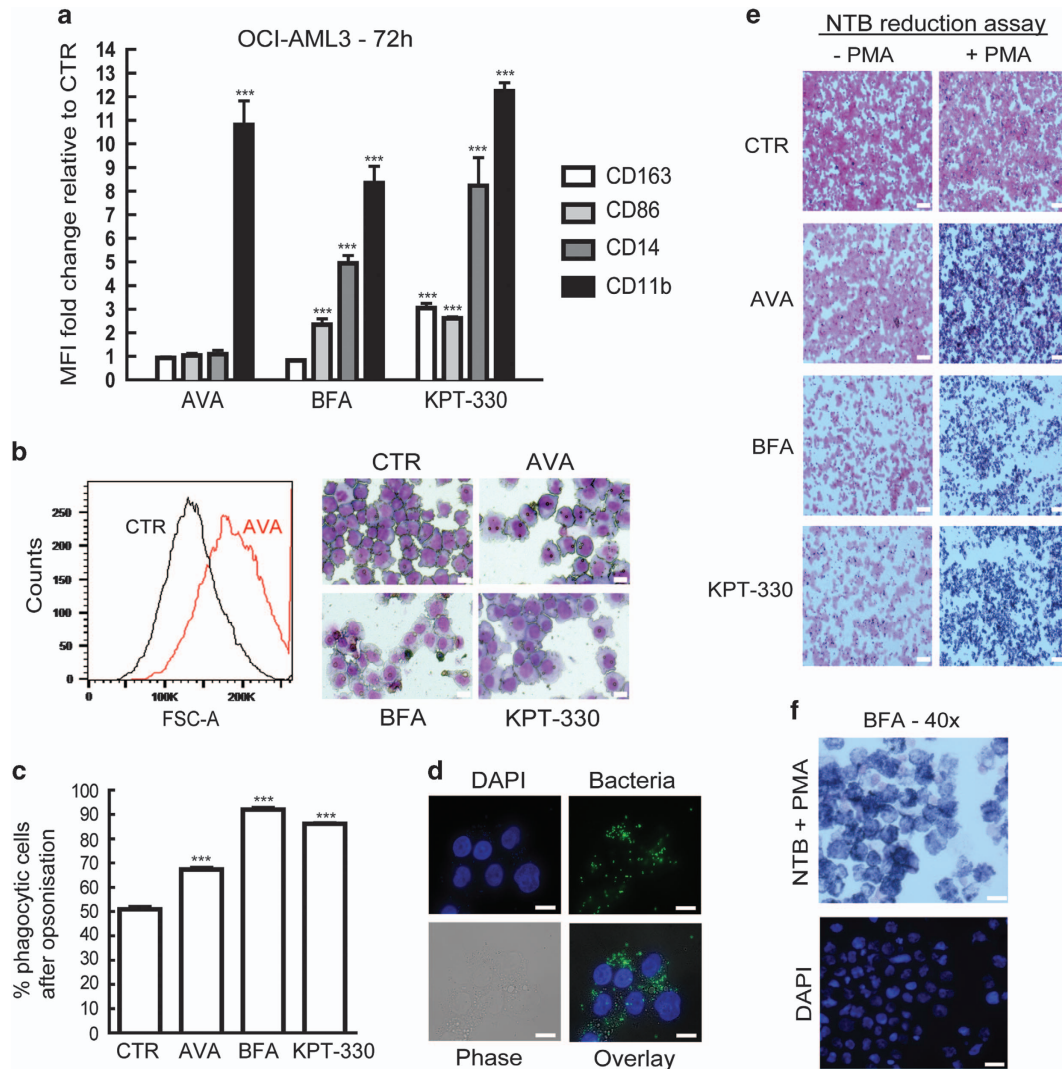 a
OCI-AML3 - 72h
MFI fold change relative to CTR
14
13
12
11
10
9
8
7
6
5
4
3
2
1
0
***
***
***
***
***
***
***
***
AVA
BFA
KPT-330
CD163
CD86
CD14
CD11b
b
Counts
250
200
150
100
50
0
CTR
AVA
0
100K
200K
FSC-A
CTR
AVA
BFA
KPT-330
c
% phagocytic cells
after opsonisation
100
90
80
70
60
50
40
30
20
10
0
***
***
***
CTR
AVA
BFA
KPT-330
d
DAPI
Bacteria
Phase
Overlay
e
NTB reduction assay
- PMA
+ PMA
CTR
AVA
BFA
KPT-330
f
BFA - 40x
NTB + PMA
DAPI